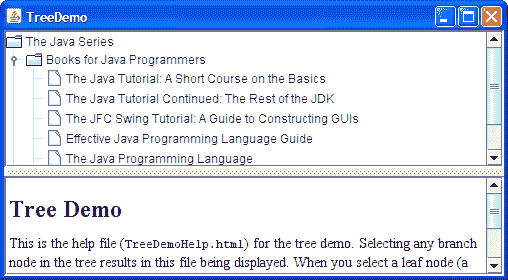 TreeDemo
The Java Series
Books for Java Programmers
The Java Tutorial: A Short Course on the Basics
The Java Tutorial Continued: The Rest of the JDK
The JFC Swing Tutorial: A Guide to Constructing GUIs
Effective Java Programming Language Guide
The Java Programming Language
Tree Demo
This is the help file (TreeDemoHelp.html) for the tree demo. Selecting any branch
node in the tree results in this file being displayed. When you select a leaf node (a